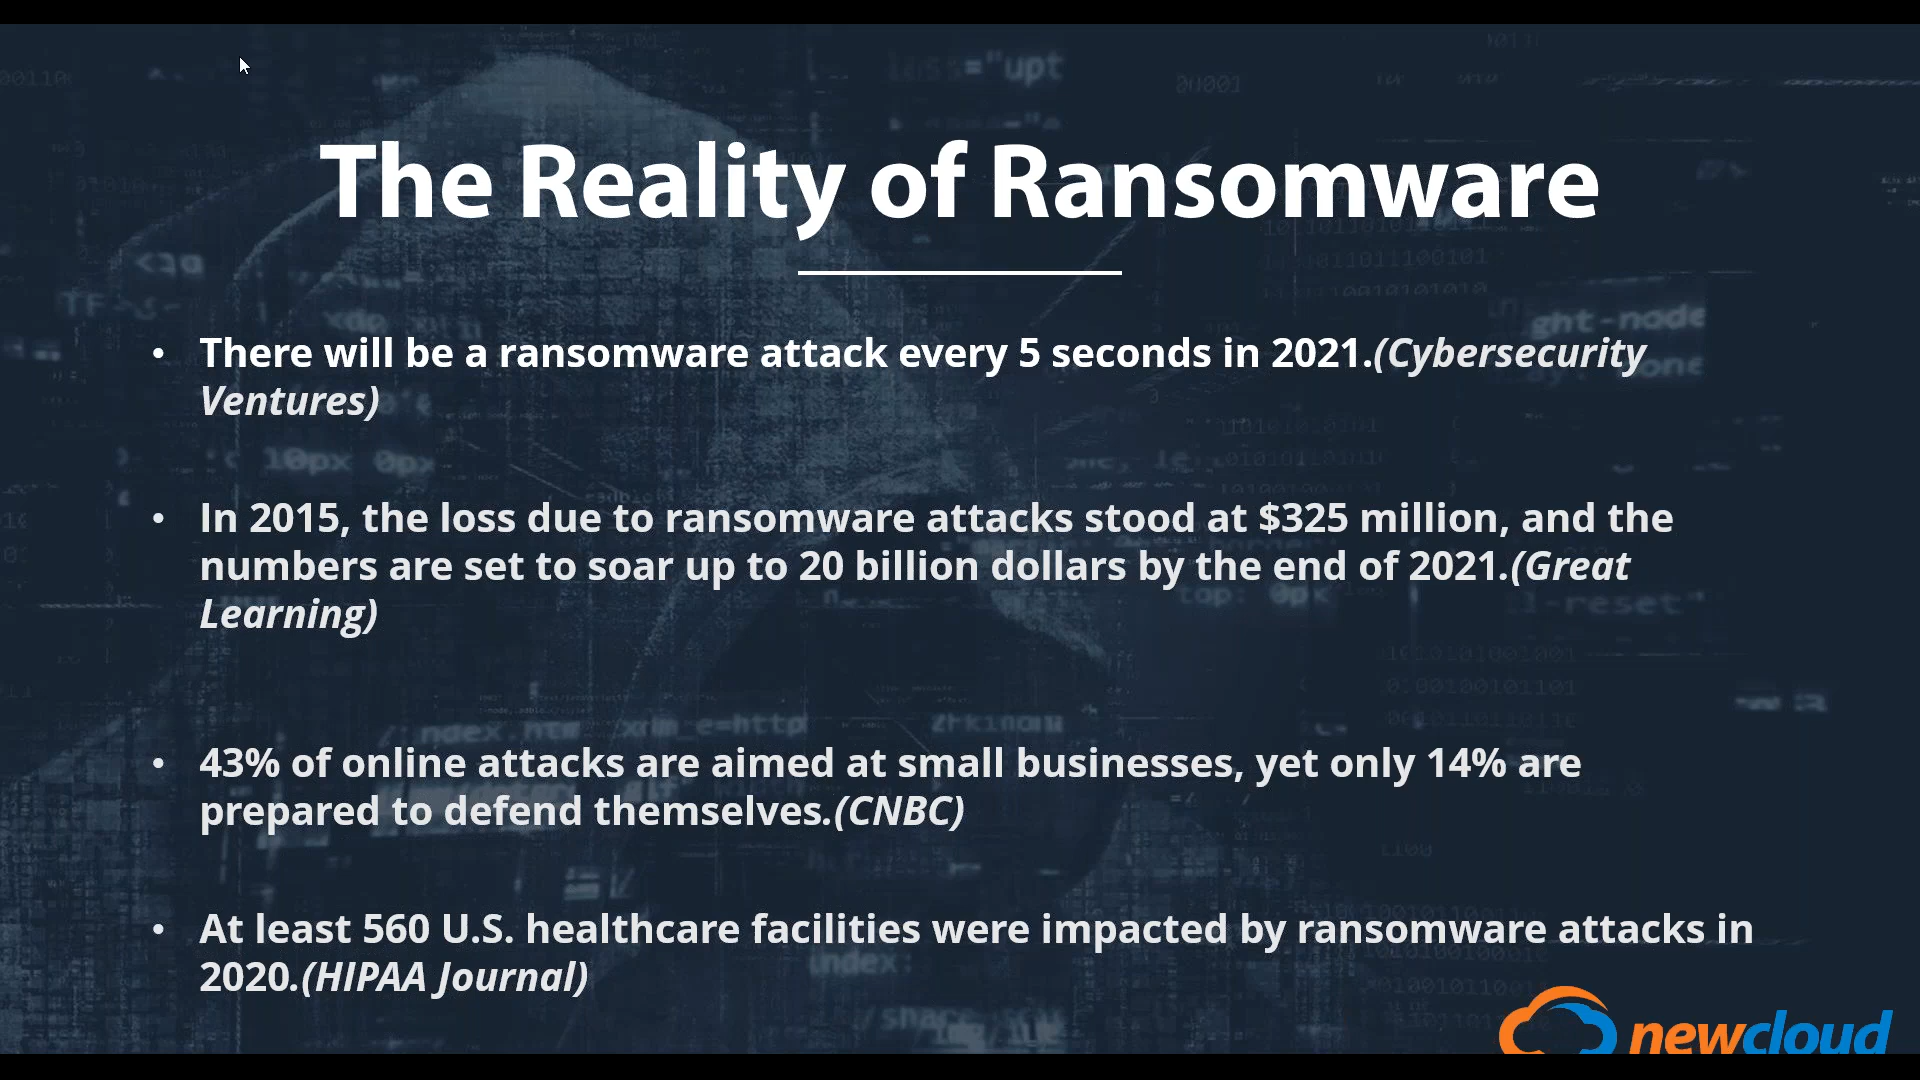 The Reality of Ransomware
• There will be a ransomware attack every 5 seconds in 2021.(Cybersecurity
Ventures)
• In 2015, the loss due to ransomware attacks stood at $325 million, and the
numbers are set to soar up to 20 billion dollars by the end of 2021.(Great
Learning)
• 43% of online attacks are aimed at small businesses, yet only 14% are
prepared to defend themselves.(CNBC)
• At least 560 U.S. healthcare facilities were impacted by ransomware attacks in
2020.(HIPAA Journal)
newcloud